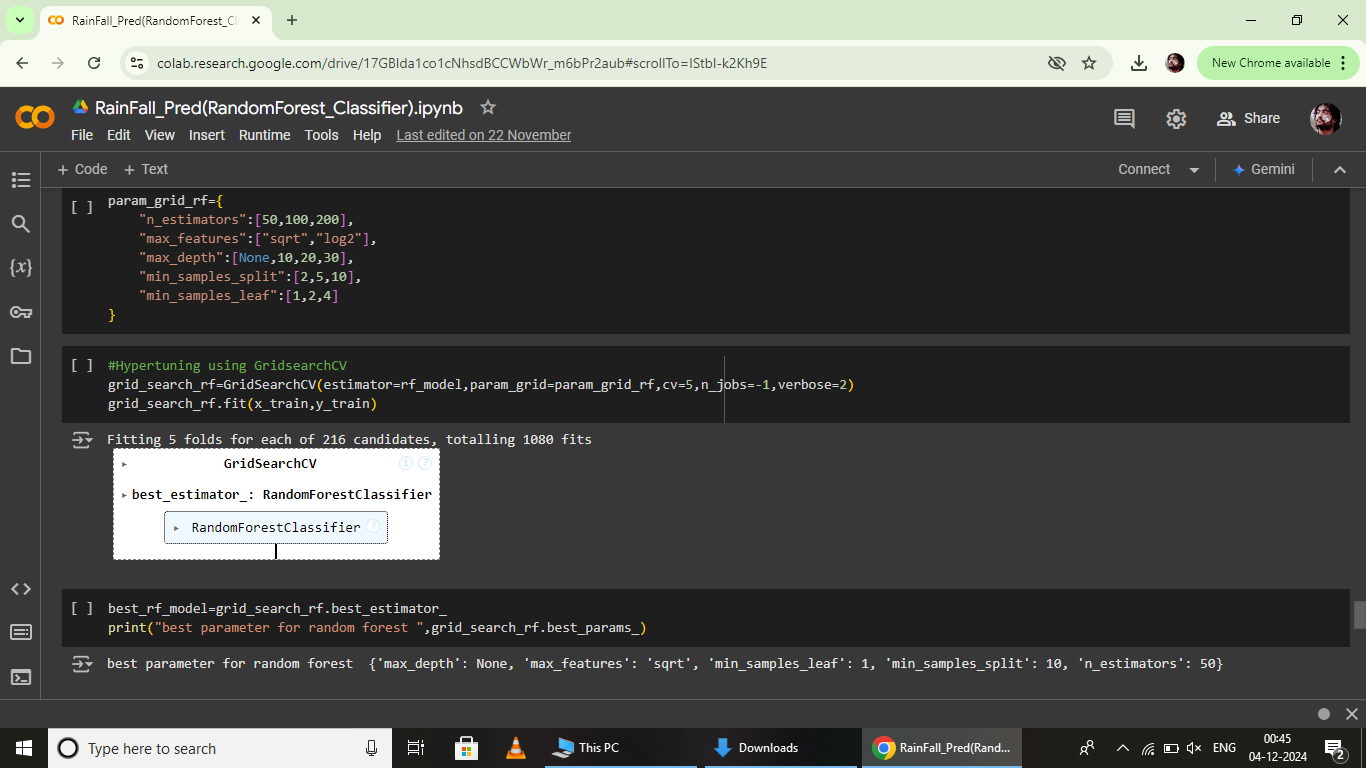 RainFall_Pred(RandomForest_Cl
colab.research.google.com/drive/17GBIda1co1cNhsdBCCWbWr_m6bPr2aub#scrollTo=IStbI-k2Kh9E
New Chrome available
RainFall_Pred(RandomForest_Classifier).ipynb
File Edit View Insert Runtime Tools Help Last edited on 22 November
Share
+ Code + Text
Connect
Gemini
[ ] param_grid_rf={
"n_estimators":[50,100,200],
"max_features":["sqrt","log2"],
"max_depth":[None,10,20,30],
"min_samples_split":[2,5,10],
"min_samples_leaf":[1,2,4]
}
[ ] #Hypertuning using GridsearchCV
grid_search_rf=GridSearchCV(estimator=rf_model,param_grid=param_grid_rf,cv=5,n_jobs=-1,verbose=2)
grid_search_rf.fit(x_train,y_train)
Fitting 5 folds for each of 216 candidates, totalling 1080 fits
GridSearchCV
best_estimator_: RandomForestClassifier
RandomForestClassifier
[ ] best_rf_model=grid_search_rf.best_estimator_
print("best parameter for random forest ",grid_search_rf.best_params_)
best parameter for random forest  {'max_depth': None, 'max_features': 'sqrt', 'min_samples_leaf': 1, 'min_samples_split': 10, 'n_estimators': 50}
Type here to search
This PC
Downloads
RainFall_Pred(Rand...
ENG
00:45
04-12-2024
2